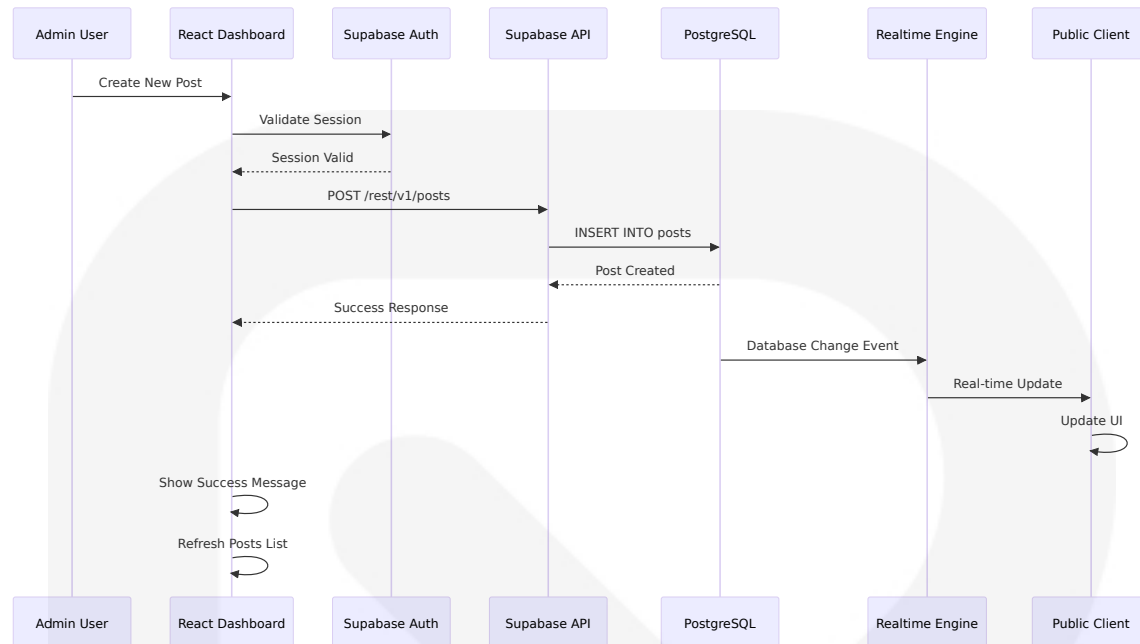 Admin User
React Dashboard
Supabase Auth
Supabase API
PostgreSQL
Realtime Engine
Public Client
Create New Post
Validate Session
Session Valid
POST /rest/v1/posts
INSERT INTO posts
Post Created
Success Response
Database Change Event
Real-time Update
Update UI
Show Success Message
Refresh Posts List
Admin User
React Dashboard
Supabase Auth
Supabase API
PostgreSQL
Realtime Engine
Public Client